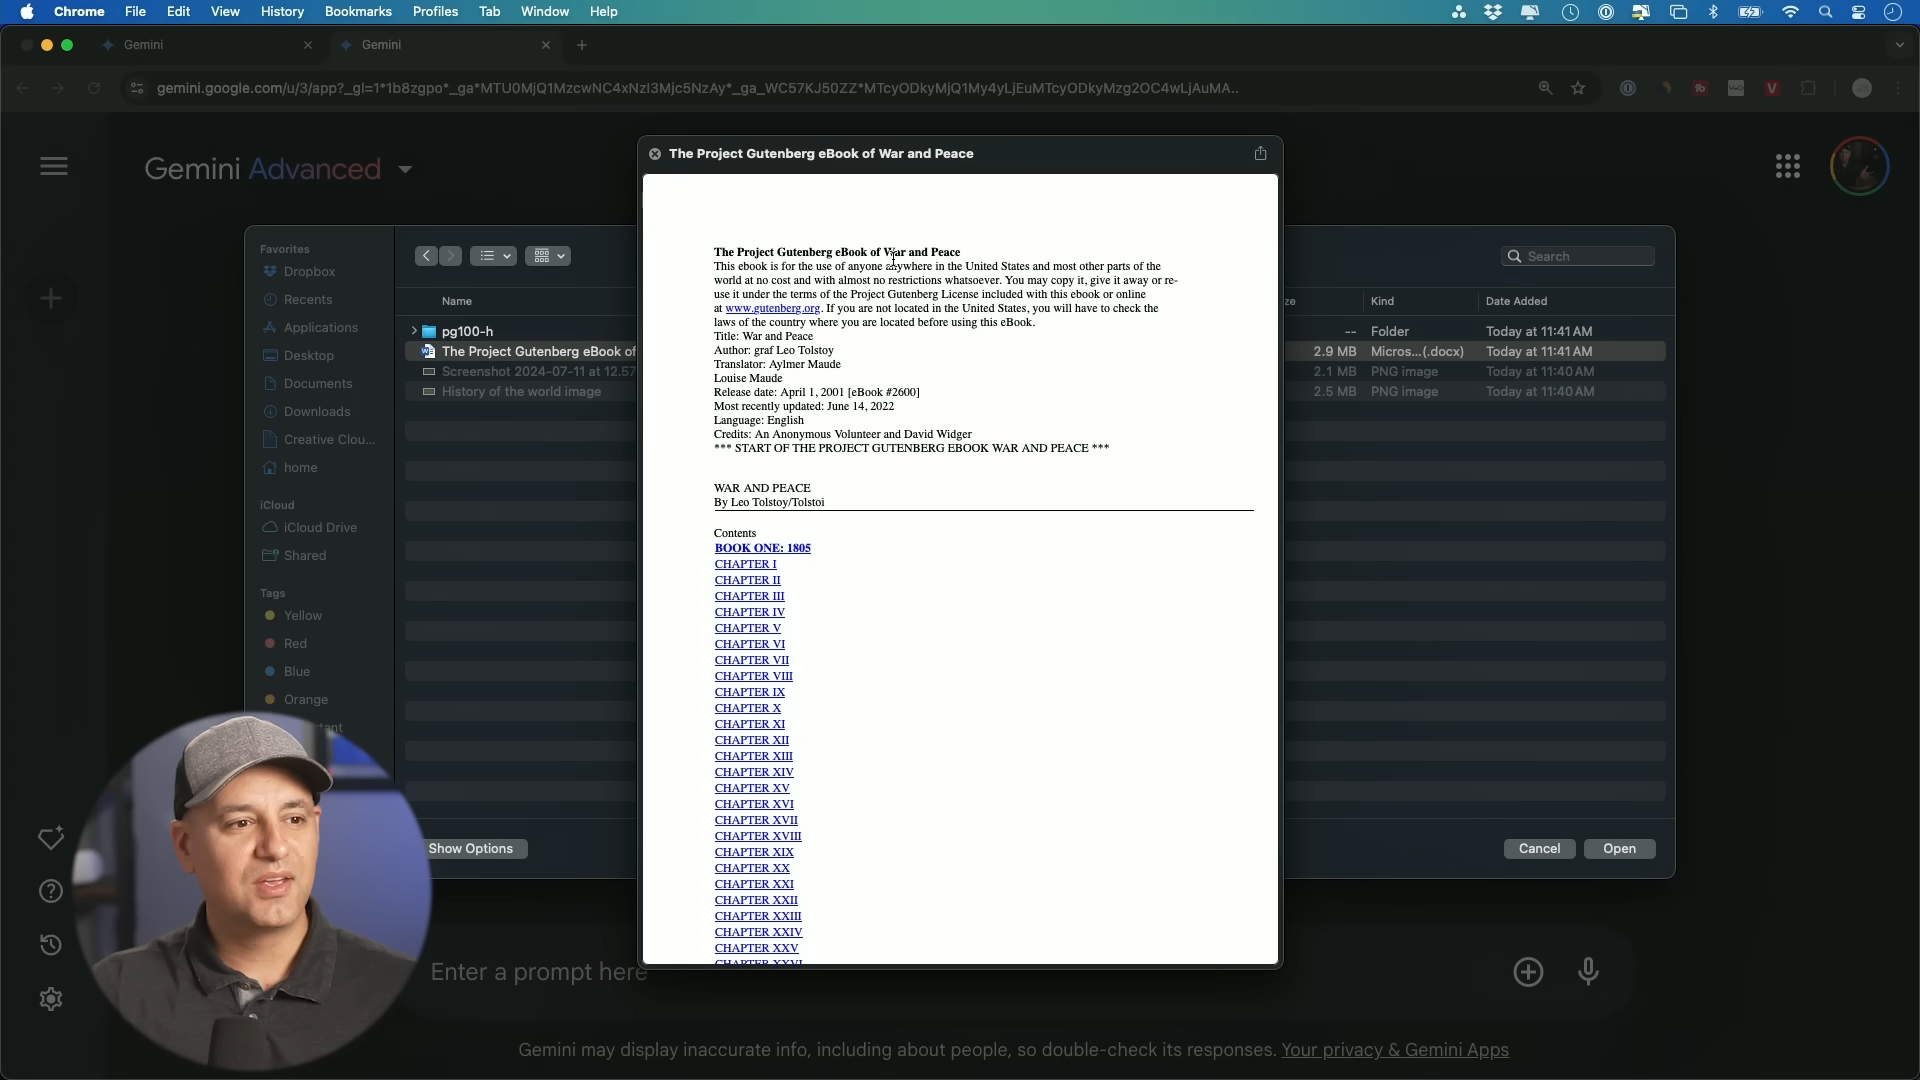 Chrome File Edit View History Bookmarks Profiles Tab Window Help
Gemini
Gemini
gemini.google.com/u/3/app?_gl=1*1b8zgpo*_ga*MTU0MjQ1MzcwNC4xNzI3Mjc5NzAy*_ga_WC57KJ50ZZ*MTcyODkyMjQ1My4yLjEuMTcyODkyMzg2OC4wLjAuMA..
Gemini Advanced
The Project Gutenberg eBook of War and Peace
Favorites
Dropbox
Recents
Applications
Desktop
Documents
Downloads
Creative Clou...
home
iCloud
iCloud Drive
Shared
Tags
Yellow
Red
Blue
Orange
Search
Name Kind Date Added
pg100-h -- Folder Today at 11:41 AM
The Project Gutenberg eBook of 2.9 MB Micros...(.docx) Today at 11:41 AM
Screenshot 2024-07-11 at 12.57 2.1 MB PNG image Today at 11:40 AM
History of the world image 2.5 MB PNG image Today at 11:40 AM
The Project Gutenberg eBook of War and Peace
This ebook is for the use of anyone anywhere in the United States and most other parts of the
world at no cost and with almost no restrictions whatsoever. You may copy it, give it away or re-
use it under the terms of the Project Gutenberg License included with this ebook or online
at www.gutenberg.org. If you are not located in the United States, you will have to check the
laws of the country where you are located before using this eBook.
Title: War and Peace
Author: graf Leo Tolstoy
Translator: Aylmer Maude
Louise Maude
Release date: April 1, 2001 [eBook #2600]
Most recently updated: June 14, 2022
Language: English
Credits: An Anonymous Volunteer and David Widger
*** START OF THE PROJECT GUTENBERG EBOOK WAR AND PEACE ***
WAR AND PEACE
By Leo Tolstoy/Tolstoi
Contents
BOOK ONE: 1805
CHAPTER I
CHAPTER II
CHAPTER III
CHAPTER IV
CHAPTER V
CHAPTER VI
CHAPTER VII
CHAPTER VIII
CHAPTER IX
CHAPTER X
CHAPTER XI
CHAPTER XII
CHAPTER XIII
CHAPTER XIV
CHAPTER XV
CHAPTER XVI
CHAPTER XVII
CHAPTER XVIII
CHAPTER XIX
CHAPTER XX
CHAPTER XXI
CHAPTER XXII
CHAPTER XXIII
CHAPTER XXIV
CHAPTER XXV
CHAPTER XXVI
Show Options
Cancel
Open
Enter a prompt here
Gemini may display inaccurate info, including about people, so double-check its responses. Your privacy & Gemini Apps